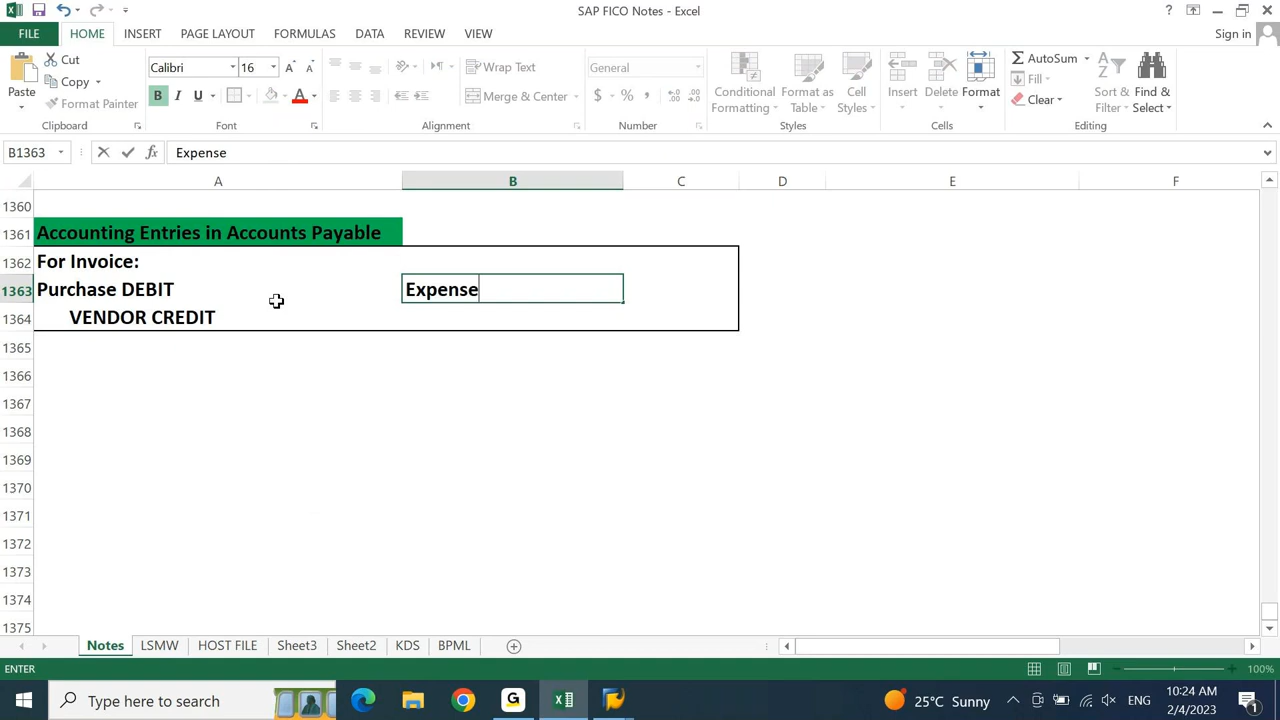 SAP FICO Notes - Excel
Sign in
FILE HOME INSERT PAGE LAYOUT FORMULAS DATA REVIEW VIEW
Paste
Cut
Copy
Format Painter
Clipboard
Calibri 16
B I U
Font
Wrap Text
Merge & Center
Alignment
General
$ %
Number
Conditional Formatting
Format as Table
Cell Styles
Styles
Insert
Delete
Format
Cells
AutoSum
Fill
Clear
Sort & Filter
Find & Select
Editing
B1363 fx Expense
A B C D E F
1360
1361 Accounting Entries in Accounts Payable
1362 For Invoice:
1363 Purchase DEBIT Expense
1364 VENDOR CREDIT
1365
1366
1367
1368
1369
1370
1371
1372
1373
1374
1375
Notes LSMW HOST FILE Sheet3 Sheet2 KDS BPML
ENTER 100%
Type here to search
25°C Sunny
ENG
10:24 AM
2/4/2023
1